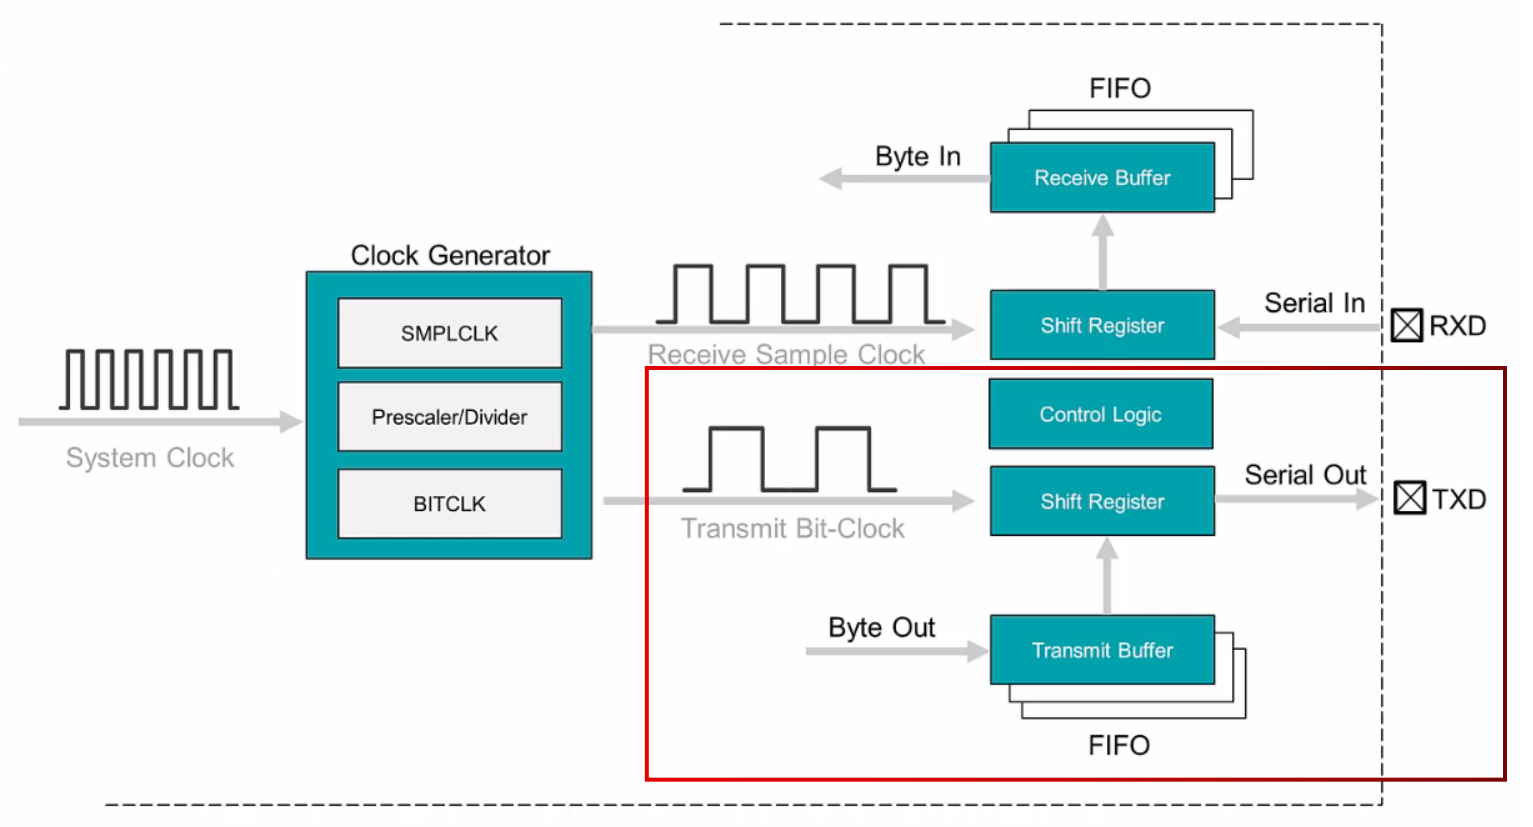 FIFO
Byte In
Receive Buffer
Clock Generator
SMPLCLK
Prescaler/Divider
BITCLK
System Clock
Receive Sample Clock
Shift Register
Serial In
RXD
Control Logic
Transmit Bit-Clock
Shift Register
Serial Out
TXD
Byte Out
Transmit Buffer
FIFO